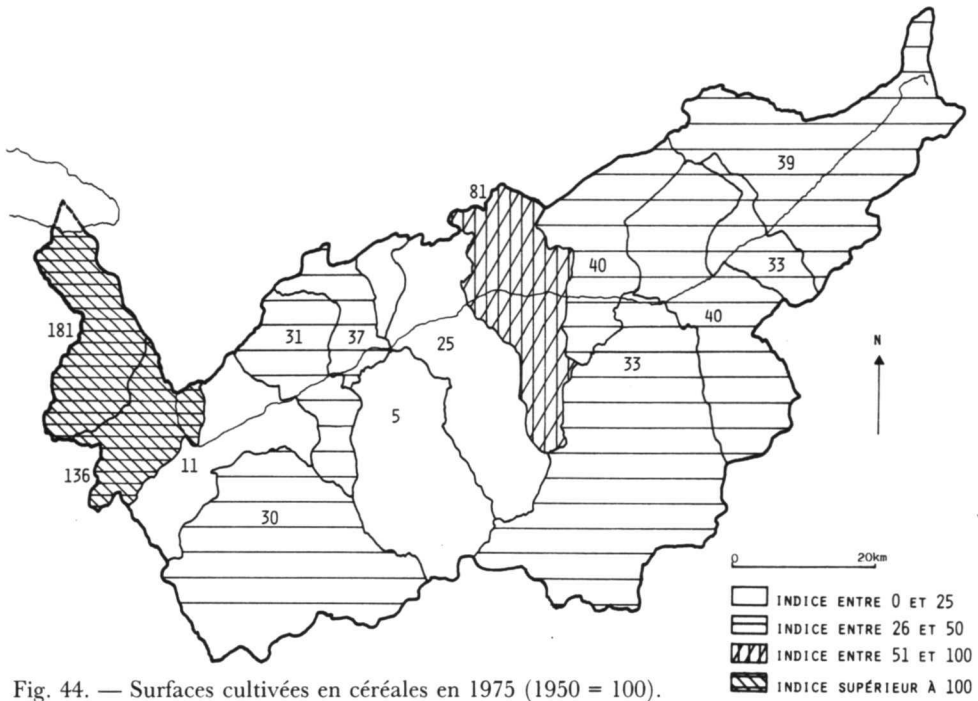 39
81
40
33
181
31
37
25
40
33
5
136
11
30
N
0 20km
INDICE ENTRE 0 ET 25
INDICE ENTRE 26 ET 50
INDICE ENTRE 51 ET 100
INDICE SUPÉRIEUR À 100
Fig. 44. — Surfaces cultivées en céréales en 1975 (1950 = 100).